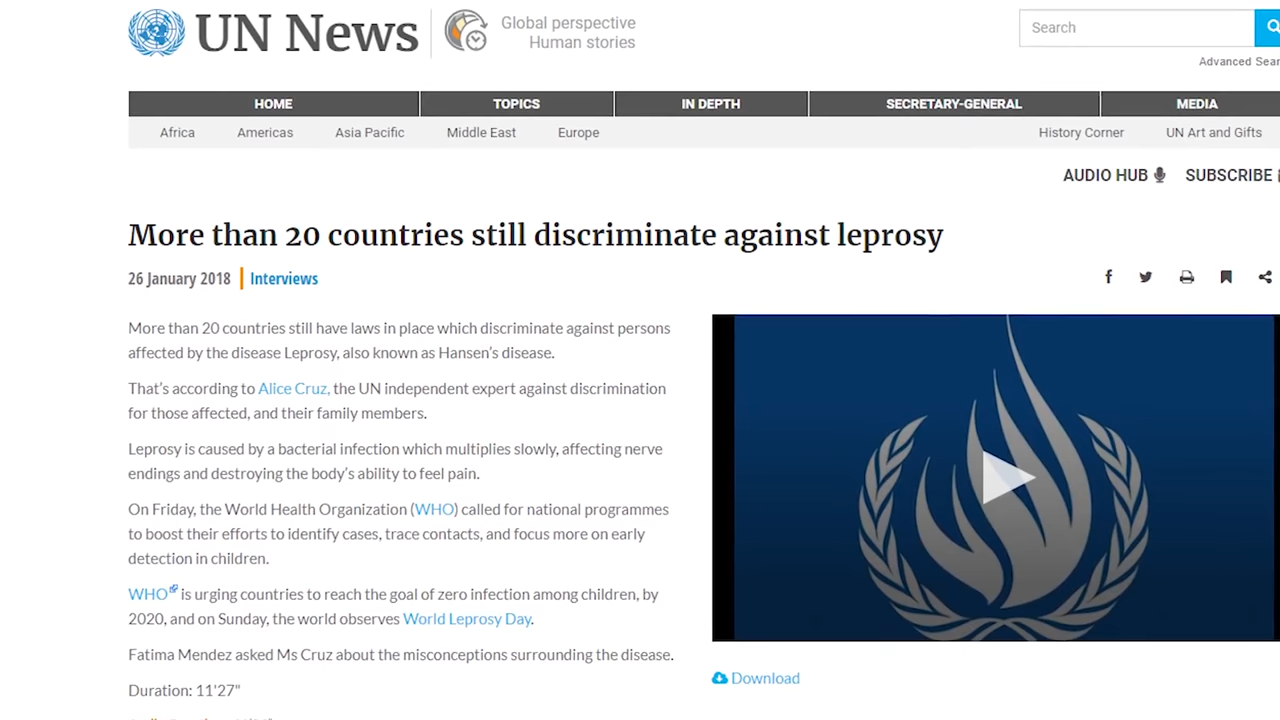 UN News
Global perspective
Human stories
Search
Advanced Sear
HOME
TOPICS
IN DEPTH
SECRETARY-GENERAL
MEDIA
Africa
Americas
Asia Pacific
Middle East
Europe
History Corner
UN Art and Gifts
AUDIO HUB
SUBSCRIBE
More than 20 countries still discriminate against leprosy
26 January 2018 | Interviews
More than 20 countries still have laws in place which discriminate against persons
affected by the disease Leprosy, also known as Hansen's disease.
That's according to Alice Cruz, the UN independent expert against discrimination
for those affected, and their family members.
Leprosy is caused by a bacterial infection which multiplies slowly, affecting nerve
endings and destroying the body's ability to feel pain.
On Friday, the World Health Organization (WHO) called for national programmes
to boost their efforts to identify cases, trace contacts, and focus more on early
detection in children.
WHO is urging countries to reach the goal of zero infection among children, by
2020, and on Sunday, the world observes World Leprosy Day.
Fatima Mendez asked Ms Cruz about the misconceptions surrounding the disease.
Duration: 11'27"
Download